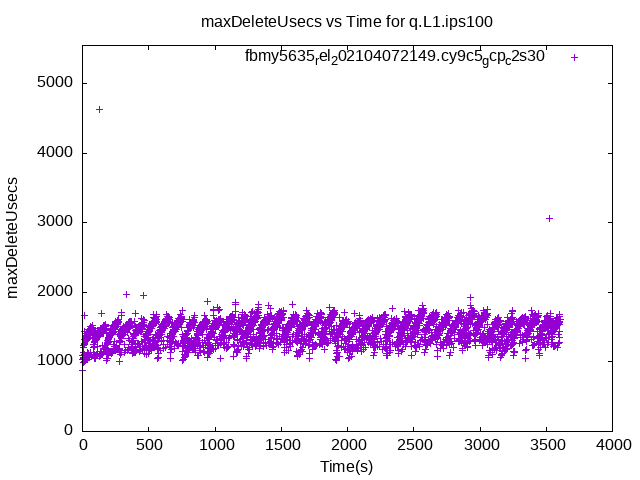 maxDeleteUsecs vs Time for q.L1.ips100
fbmy5635rel202104072149.cy9c5gcpc2s30
5000
4000
3000
2000
1000
0
maxDeleteUsecs
0 500 1000 1500 2000 2500 3000 3500 4000
Time(s)